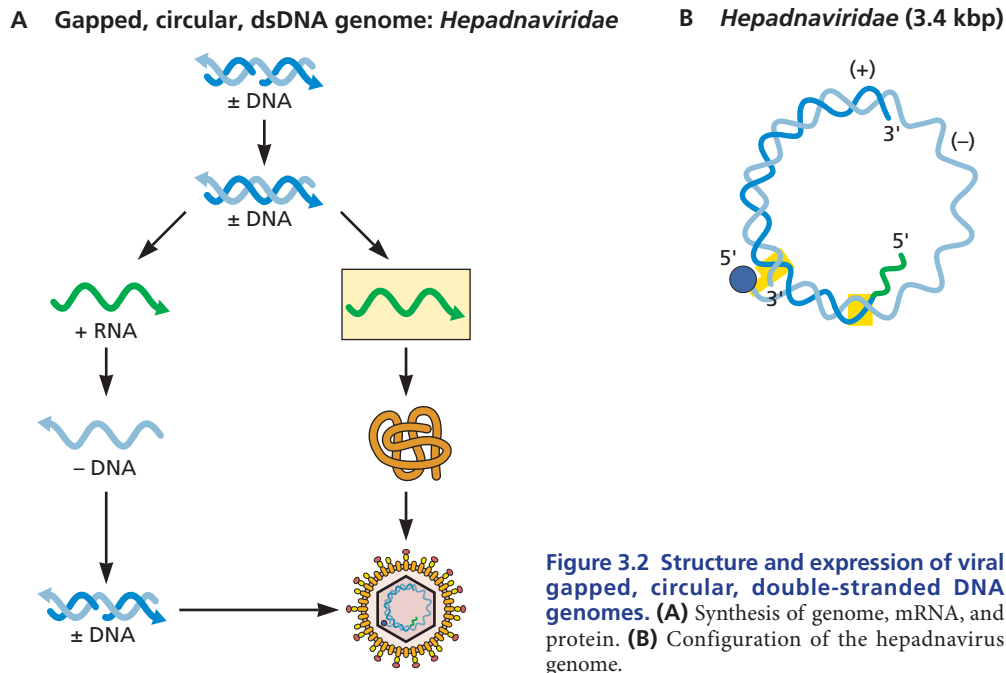 A Gapped, circular, dsDNA genome: Hepadnaviridae
± DNA
± DNA
+ RNA
– DNA
± DNA
B Hepadnaviridae (3.4 kbp)
(+)
3'
(–)
5'
5'
3'
Figure 3.2 Structure and expression of viral
gapped, circular, double-stranded DNA
genomes. (A) Synthesis of genome, mRNA, and
protein. (B) Configuration of the hepadnavirus
genome.